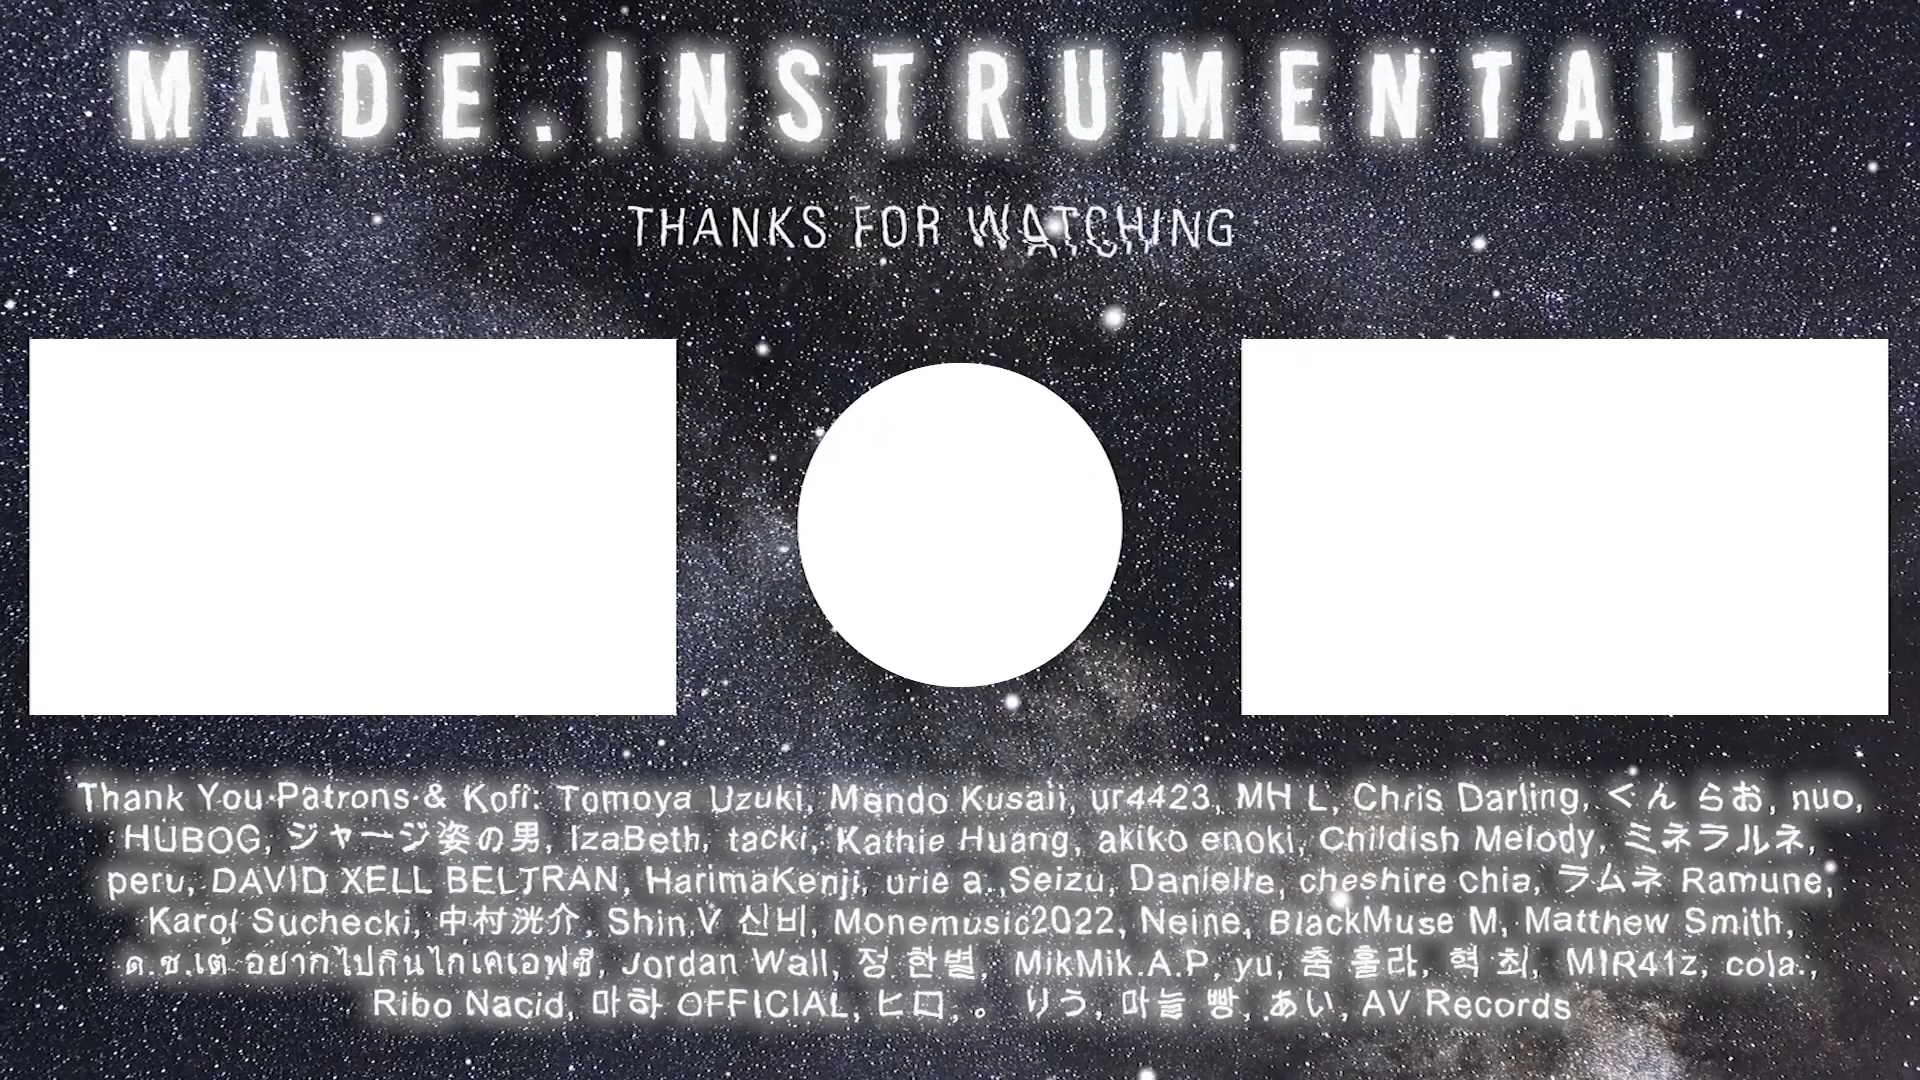 MADE.INSTRUMENTAL
THANKS FOR WATCHING
Thank You Patrons & Kofi: Tomoya Uzuki, Mendo Kusaii, ur4423, MH L, Chris Darling, くん らお, nuo,
HUBOG, ジャージ姿の男, IzaBeth, tacki, Kathie Huang, akiko enoki, Childish Melody, ミネラルネ,
peru, DAVID XELL BELTRAN, HarimaKenji, urie a.,Seizu, Danielle, cheshire chia, ラムネ Ramune,
Karol Suchecki, 中村洸介, Shin.V 신비, Monemusic2022, Neine, BlackMuse M, Matthew Smith,
ด.ช.เต้ อยากไปกินไก่เคเอฟซี, Jordan Wall, 정 한별, MikMik.A.P, yu, 춤 훌라, 혁 최, M1R41z, cola.,
Ribo Nacid, 마하 OFFICIAL, ヒロ, 。 りう, 마늘 빵, あい, AV Records